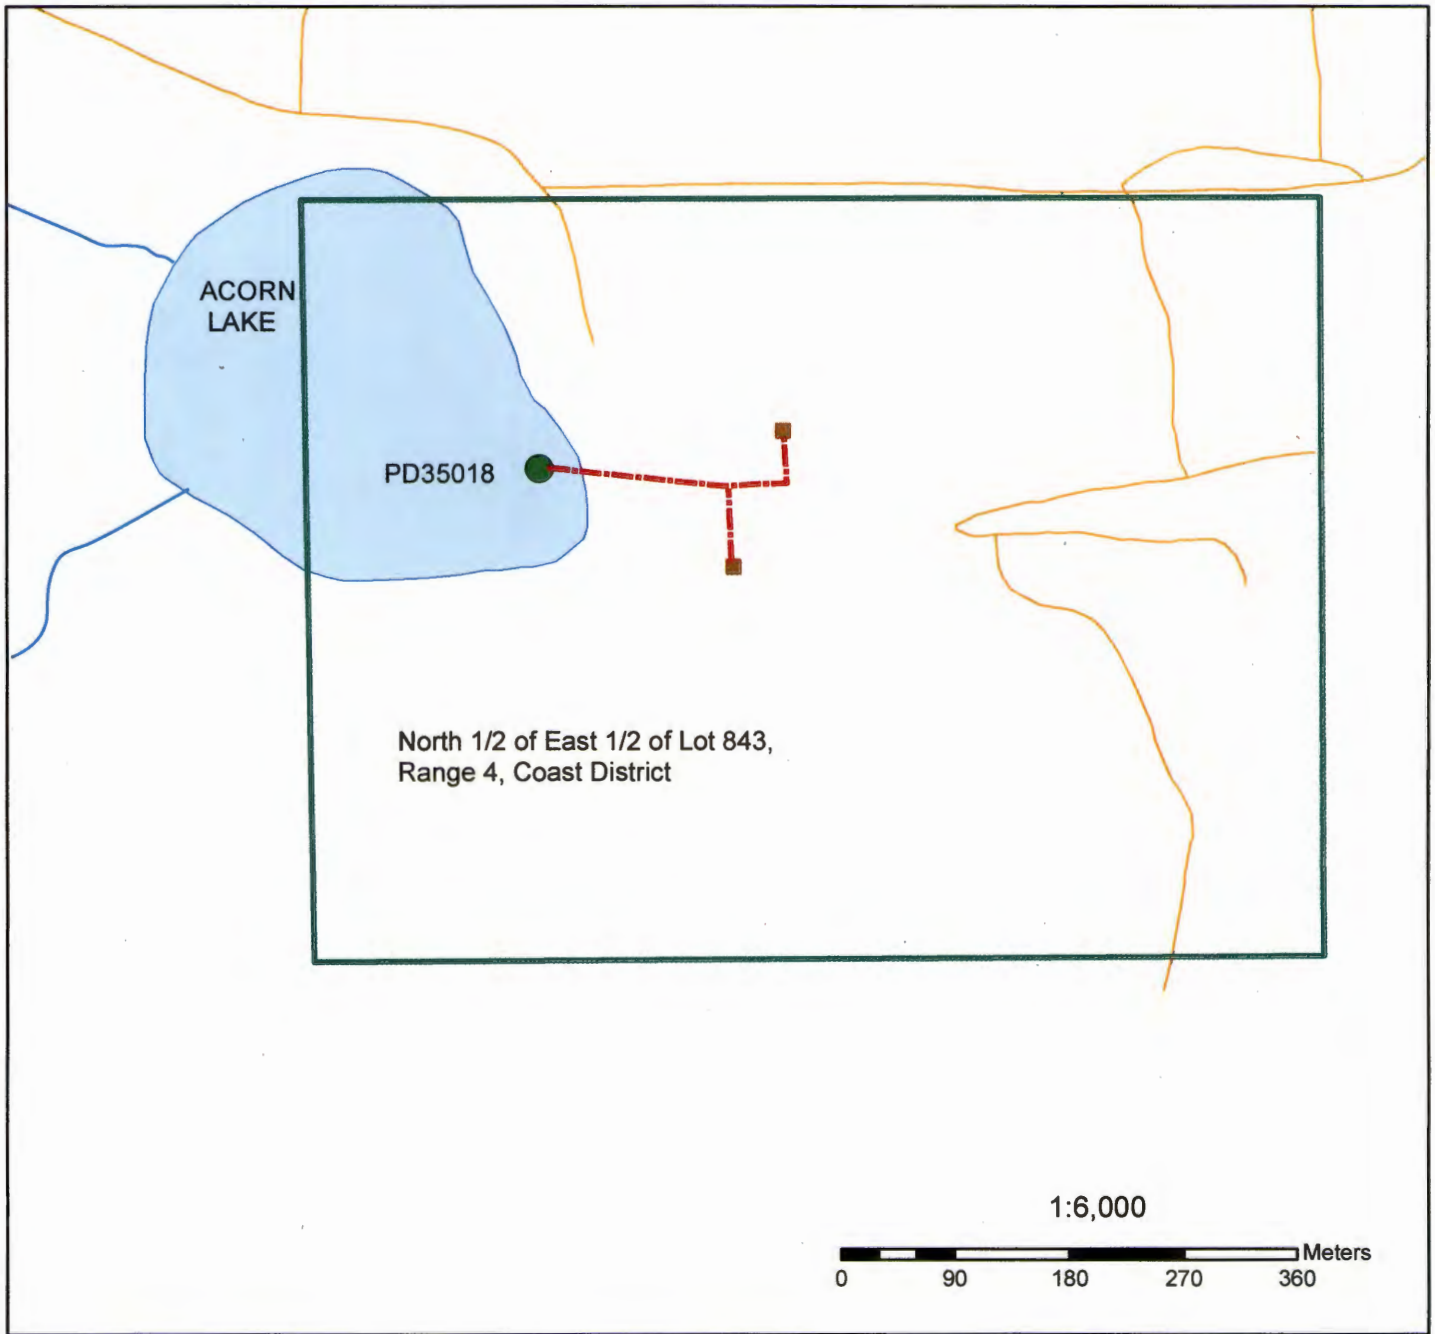 ACORN
LAKE
PD35018
North 1/2 of East 1/2 of Lot 843,
Range 4, Coast District
1:6,000
Meters
0 90 180 270 360